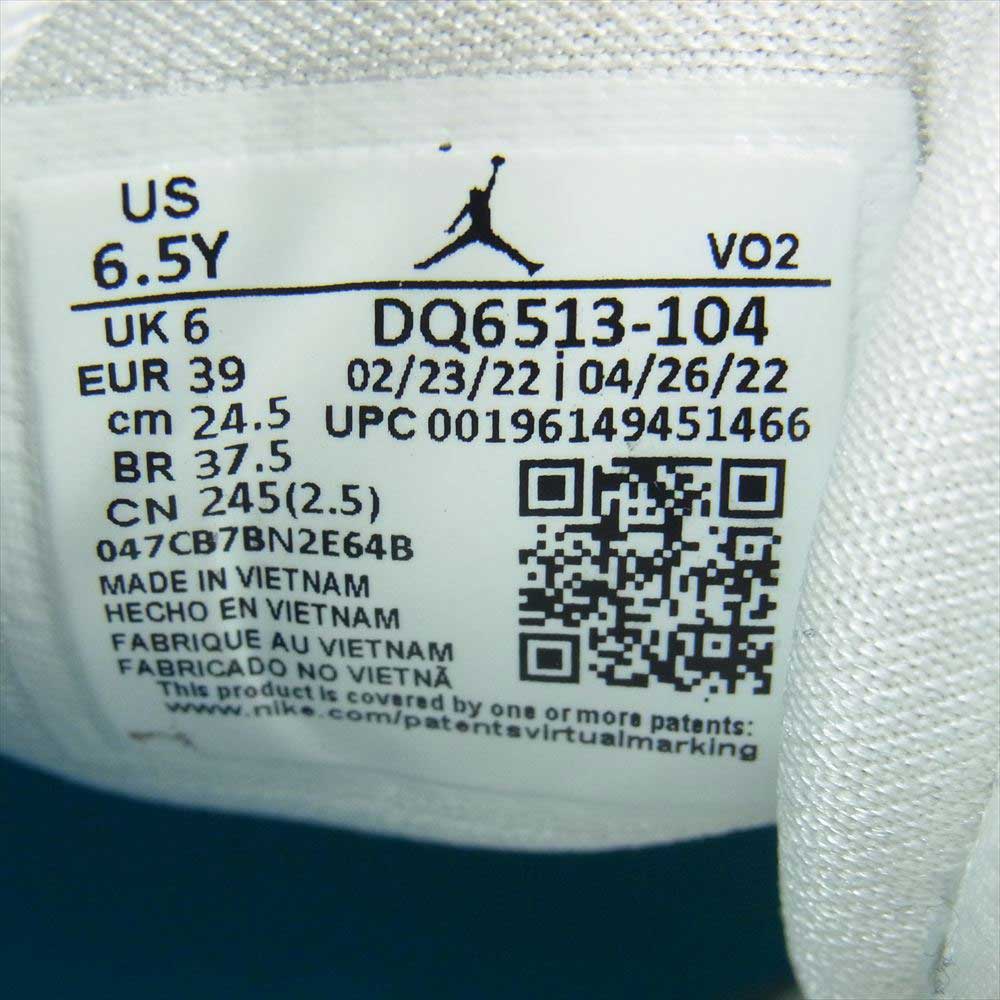 US
6.5Y
VO2
UK 6
DQ6513-104
EUR 39
02/23/22 | 04/26/22
cm 24.5
UPC 00196149451466
BR 37.5
CN 245(2.5)
047CB7BN2E64B
MADE IN VIETNAM
HECHO EN VIETNAM
FABRIQUE AU VIETNAM
FABRICADO NO VIETNÃ
This product is covered by one or more patents:
www.nike.com/patentsvirtualmarking